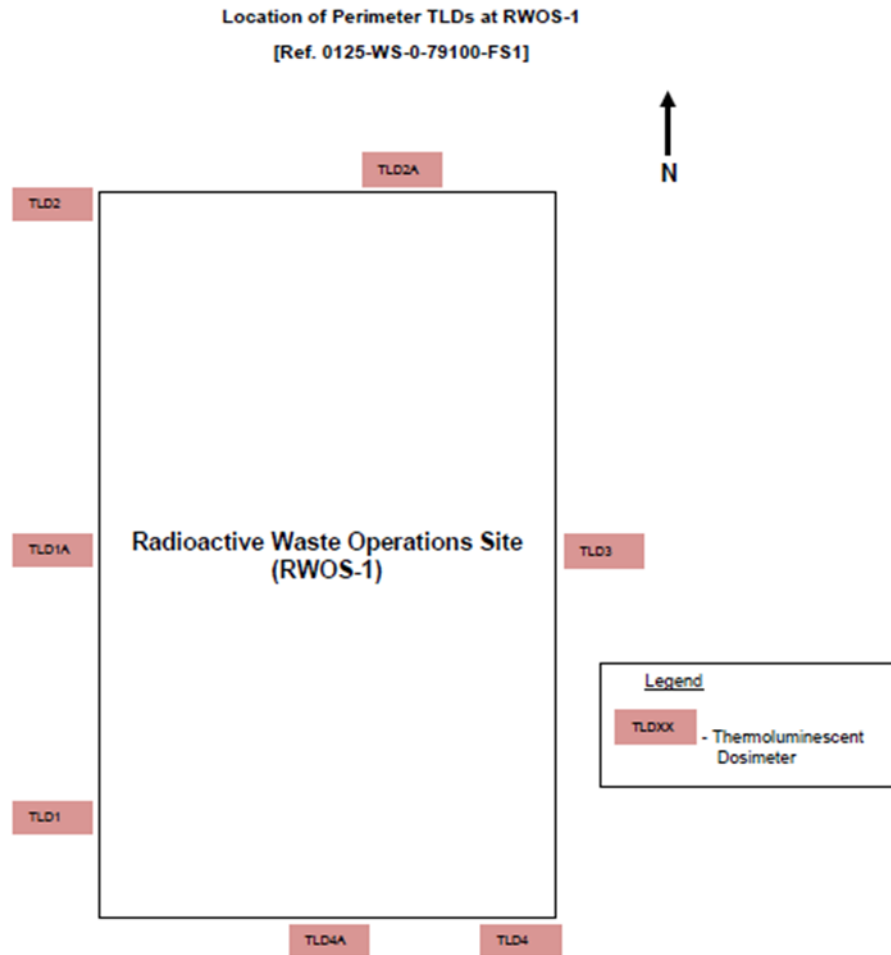 Location of Perimeter TLDs at RWOS-1
[Ref. 0125-WS-0-79100-FS1]
N
TLD2A
TLD2
TLD1A
Radioactive Waste Operations Site
(RWOS-1)
TLD3
Legend
TLDXX - Thermoluminescent
Dosimeter
TLD1
TLD4A
TLD4